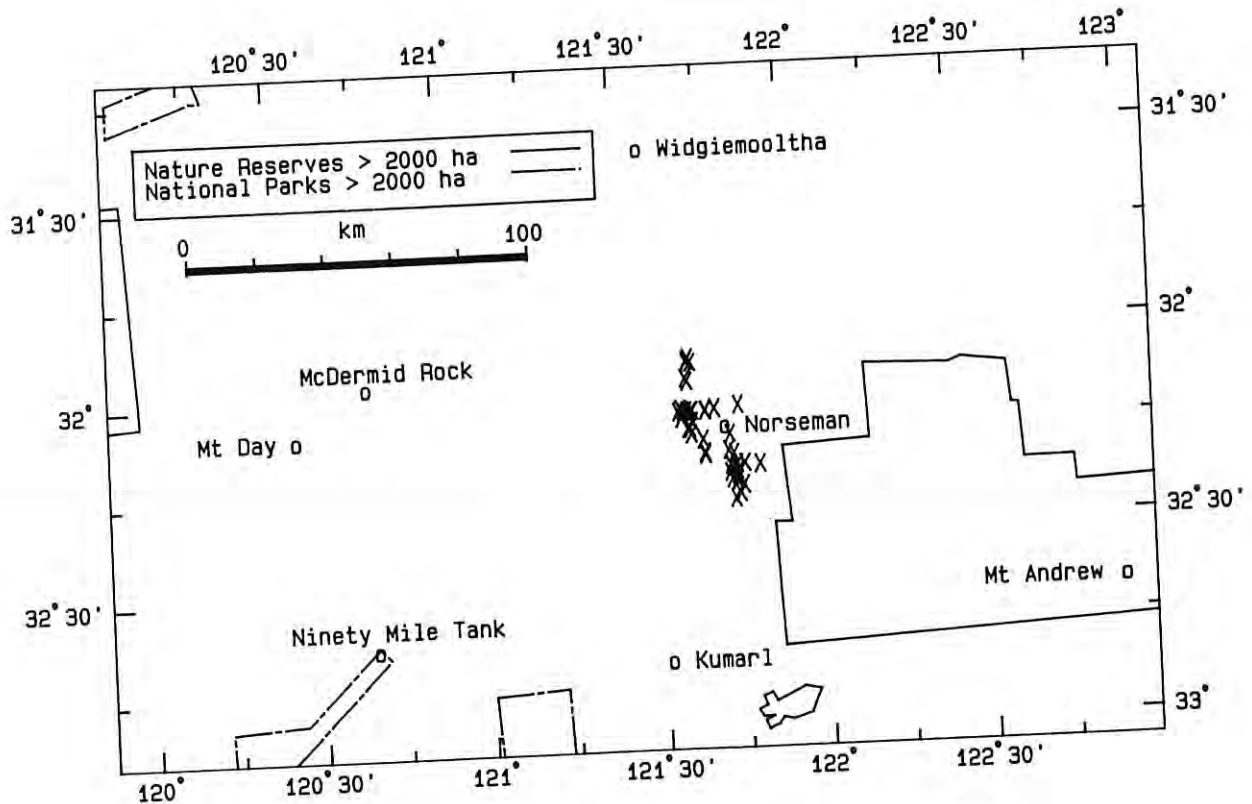 120° 30'
121°
121° 30'
122°
122° 30'
123°
31° 30'
32°
32° 30'
33°
Nature Reserves > 2000 ha
National Parks > 2000 ha
km
0
100
Widgiemooltha
31° 30'
32°
32° 30'
McDermid Rock
Mt Day
Norseman
Mt Andrew
Ninety Mile Tank
Kumarl
120°
120° 30'
121°
121° 30'
122°
122° 30'